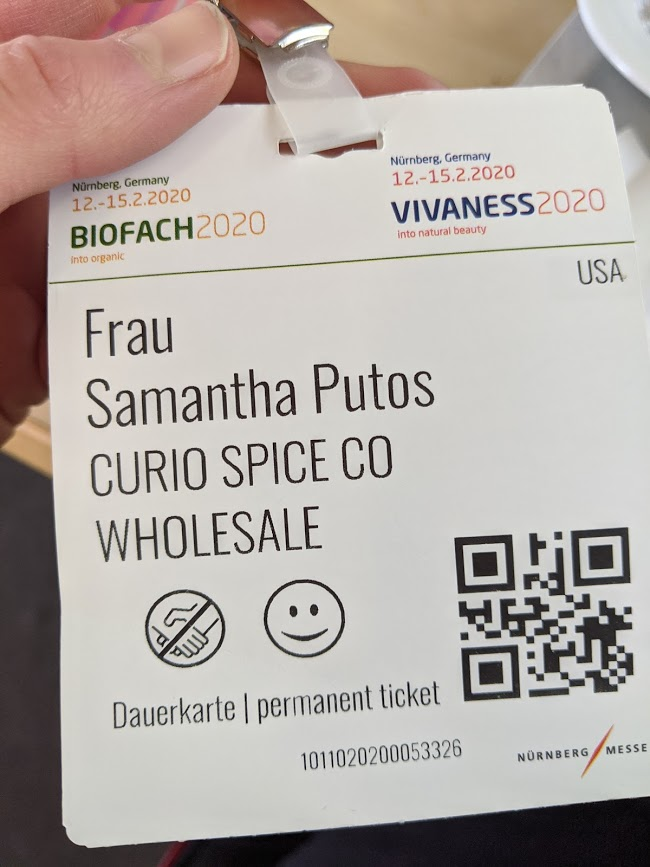 Nürnberg, Germany
12.-15.2.2020
BIOFACH2020
into organic
Nürnberg, Germany
12.-15.2.2020
VIVANESS2020
into natural beauty
USA
Frau
Samantha Putos
CURIO SPICE CO
WHOLESALE
Dauerkarte | permanent ticket
1011020200053326
NÜRNBERG MESSE